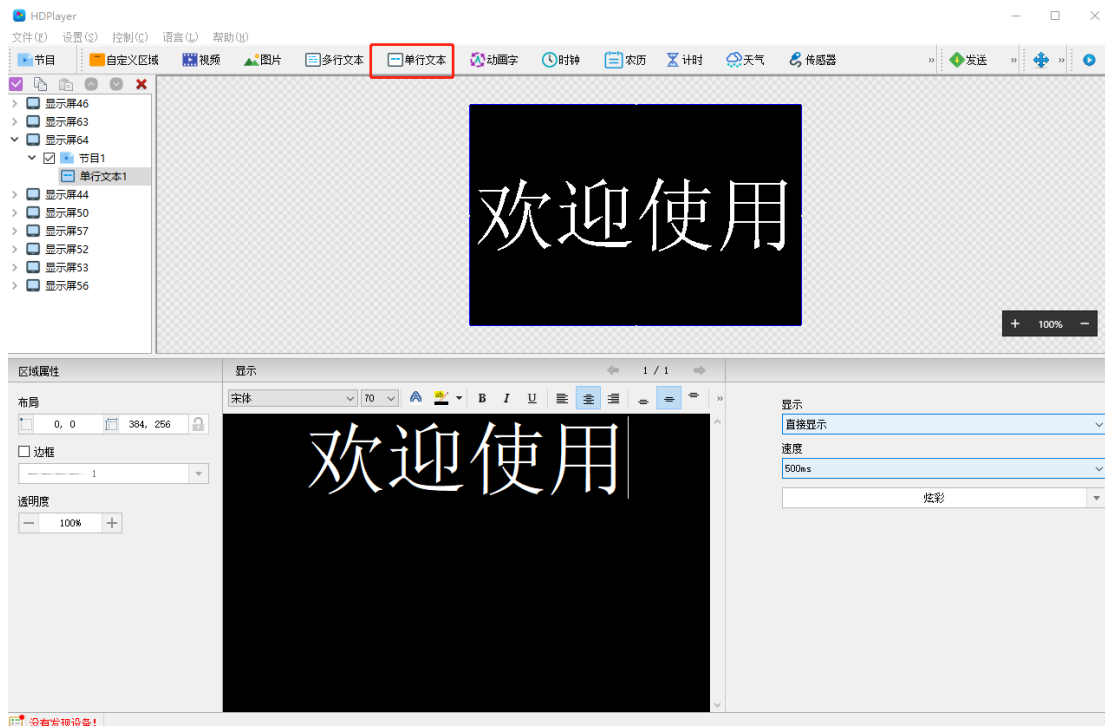 HDPlayer
文件(F) 设置(S) 控制(C) 语言(L) 帮助(H)
节目 自定义区域 视频 图片 多行文本 单行文本 动画字 时钟 农历 计时 天气 传感器 » 发送 » »
显示屏46
显示屏63
显示屏64
节目1
单行文本1
显示屏44
显示屏50
显示屏57
显示屏52
显示屏53
显示屏56
欢迎使用
+ 100% −
区域属性
布局
0, 0 384, 256
边框
1
透明度
− 100% +
显示 1 / 1
宋体 70 B I U »
欢迎使用
显示
直接显示
速度
500ms
炫彩
没有发现设备!